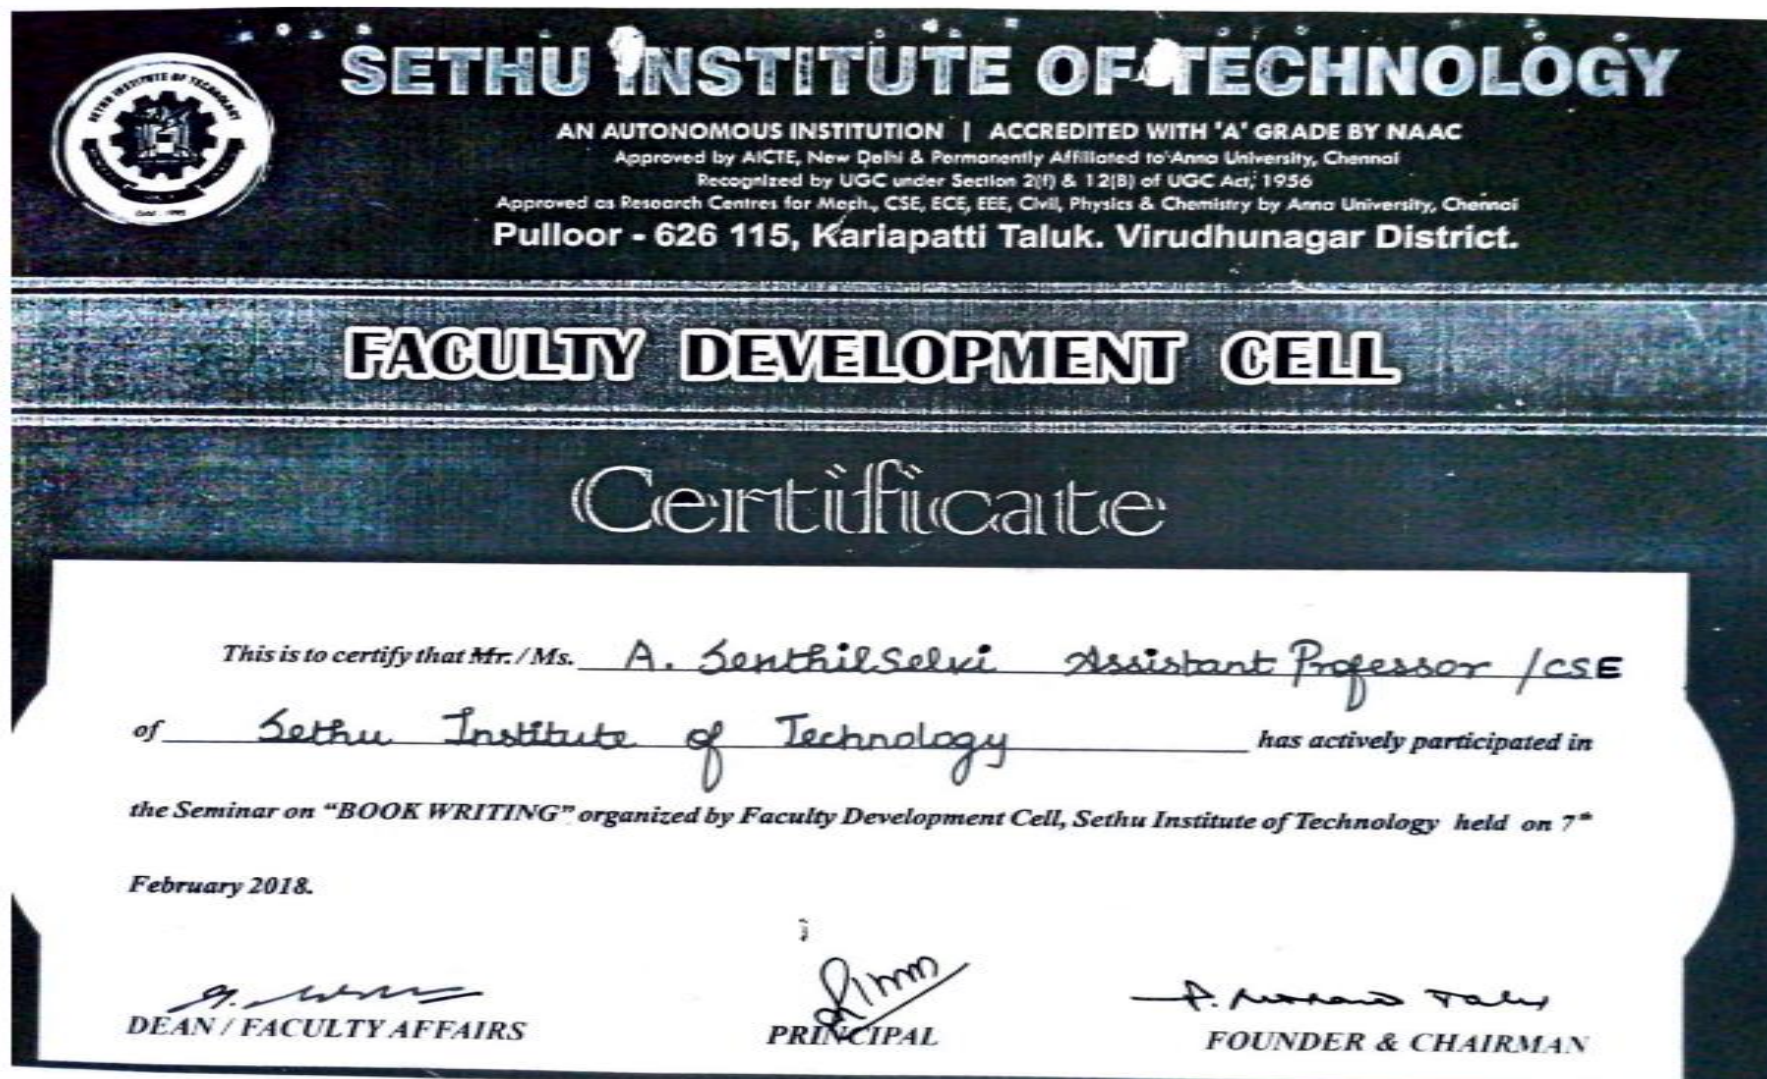 SETHU INSTITUTE OF TECHNOLOGY
SETHU INSTITUTE OF TECHNOLOGY
AN AUTONOMOUS INSTITUTION | ACCREDITED WITH 'A' GRADE BY NAAC
Approved by AICTE, New Delhi & Permanently Affiliated to Anna University, Chennai
Recognized by UGC under Section 2(f) & 12(B) of UGC Act, 1956
Approved as Research Centres for Mech., CSE, ECE, EEE, Civil, Physics & Chemistry by Anna University, Chennai
Pulloor - 626 115, Kariapatti Taluk. Virudhunagar District.
FACULTY DEVELOPMENT CELL
Certificate
This is to certify that Mr. / Ms. A. SenthilSelvi Assistant Professor / CSE
of Sethu Institute of Technology has actively participated in
the Seminar on "BOOK WRITING" organized by Faculty Development Cell, Sethu Institute of Technology held on 7th
February 2018.
DEAN / FACULTY AFFAIRS
PRINCIPAL
FOUNDER & CHAIRMAN